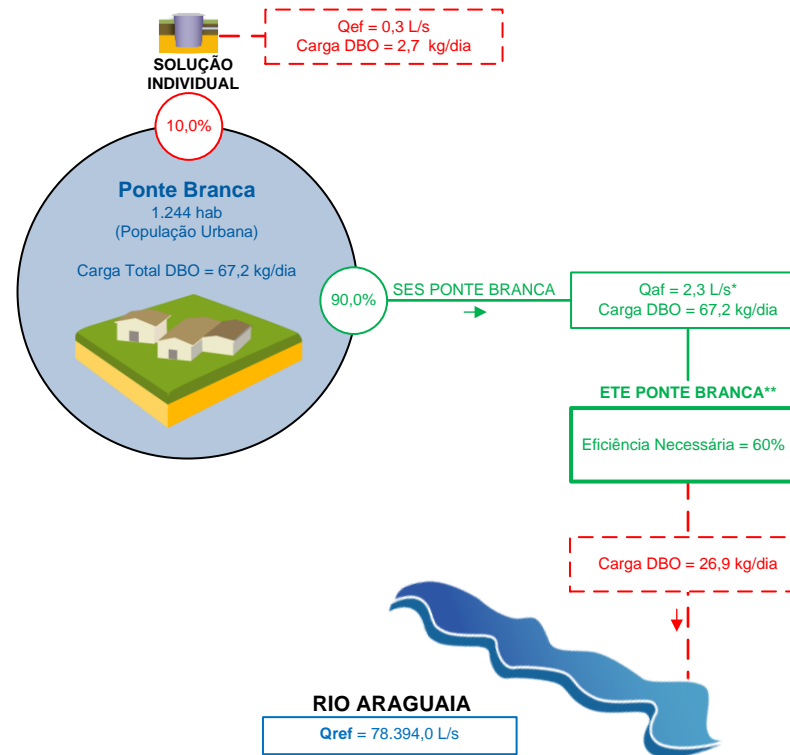 Qef = 0,3 L/s
Carga DBO = 2,7 kg/dia
SOLUÇÃO
INDIVIDUAL
10,0%
Ponte Branca
1.244 hab
(População Urbana)
Carga Total DBO = 67,2 kg/dia
90,0%
SES PONTE BRANCA
Qaf = 2,3 L/s*
Carga DBO = 67,2 kg/dia
ETE PONTE BRANCA**
Eficiência Necessária = 60%
Carga DBO = 26,9 kg/dia
RIO ARAGUAIA
Qref = 78.394,0 L/s